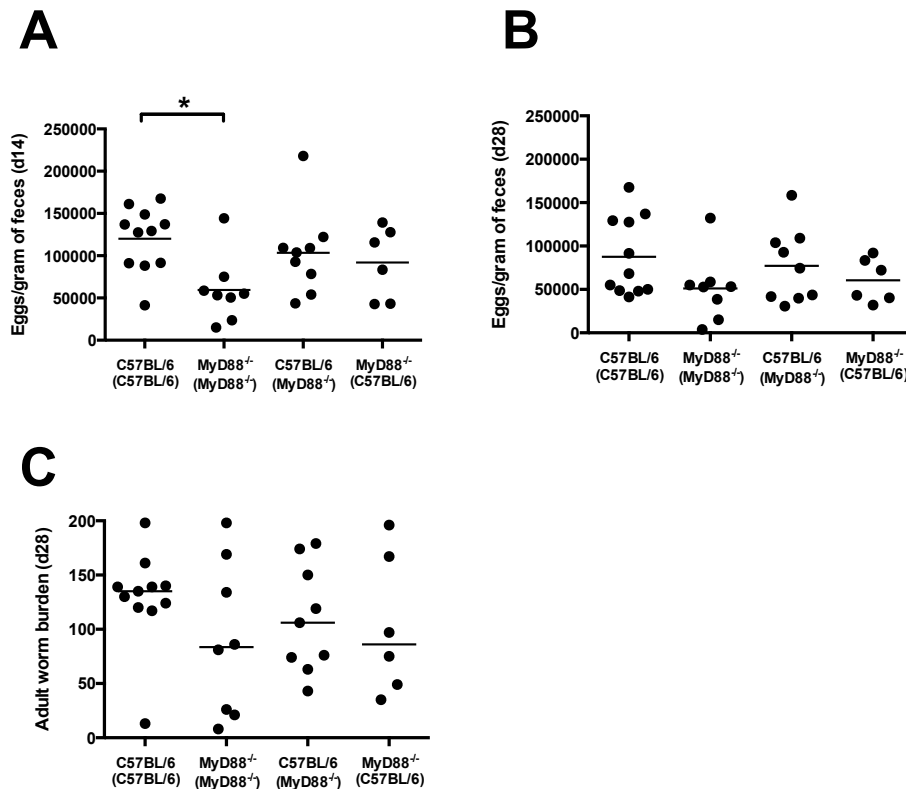 A
Eggs/gram of feces (d14)
*
250000
200000
150000
100000
50000
0
C57BL/6 MyD88-/- C57BL/6 MyD88-/-
(C57BL/6) (MyD88-/-) (MyD88-/-) (C57BL/6)
B
Eggs/gram of feces (d28)
250000
200000
150000
100000
50000
0
C57BL/6 MyD88-/- C57BL/6 MyD88-/-
(C57BL/6) (MyD88-/-) (MyD88-/-) (C57BL/6)
C
Adult worm burden (d28)
200
150
100
50
0
C57BL/6 MyD88-/- C57BL/6 MyD88-/-
(C57BL/6) (MyD88-/-) (MyD88-/-) (C57BL/6)